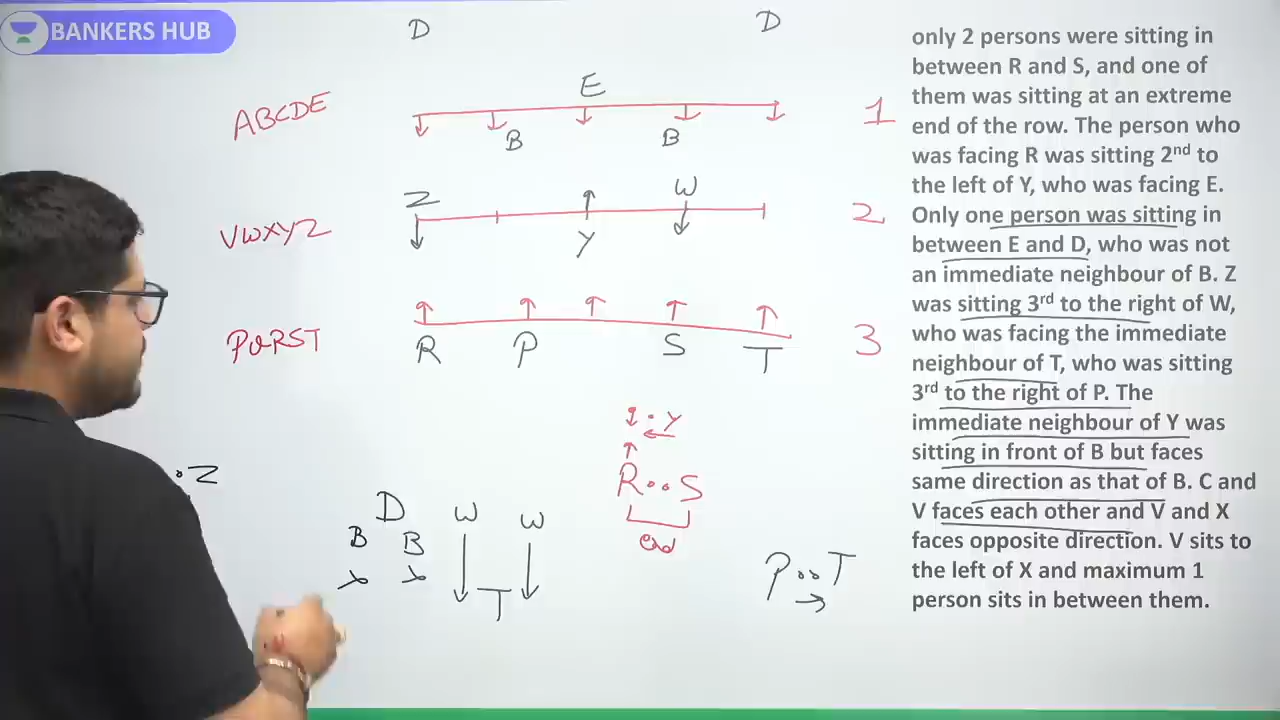 BANKERS HUB
D D
E
ABCDE 1
B B
Z W
VWXYZ 2
Y
PQRST 3
R P S T
Y
.Z
R o o S
D W W
B B
end
P o o T
T
only 2 persons were sitting in
between R and S, and one of
them was sitting at an extreme
end of the row. The person who
was facing R was sitting 2nd to
the left of Y, who was facing E.
Only one person was sitting in
between E and D, who was not
an immediate neighbour of B. Z
was sitting 3rd to the right of W,
who was facing the immediate
neighbour of T, who was sitting
3rd to the right of P. The
immediate neighbour of Y was
sitting in front of B but faces
same direction as that of B. C and
V faces each other and V and X
faces opposite direction. V sits to
the left of X and maximum 1
person sits in between them.